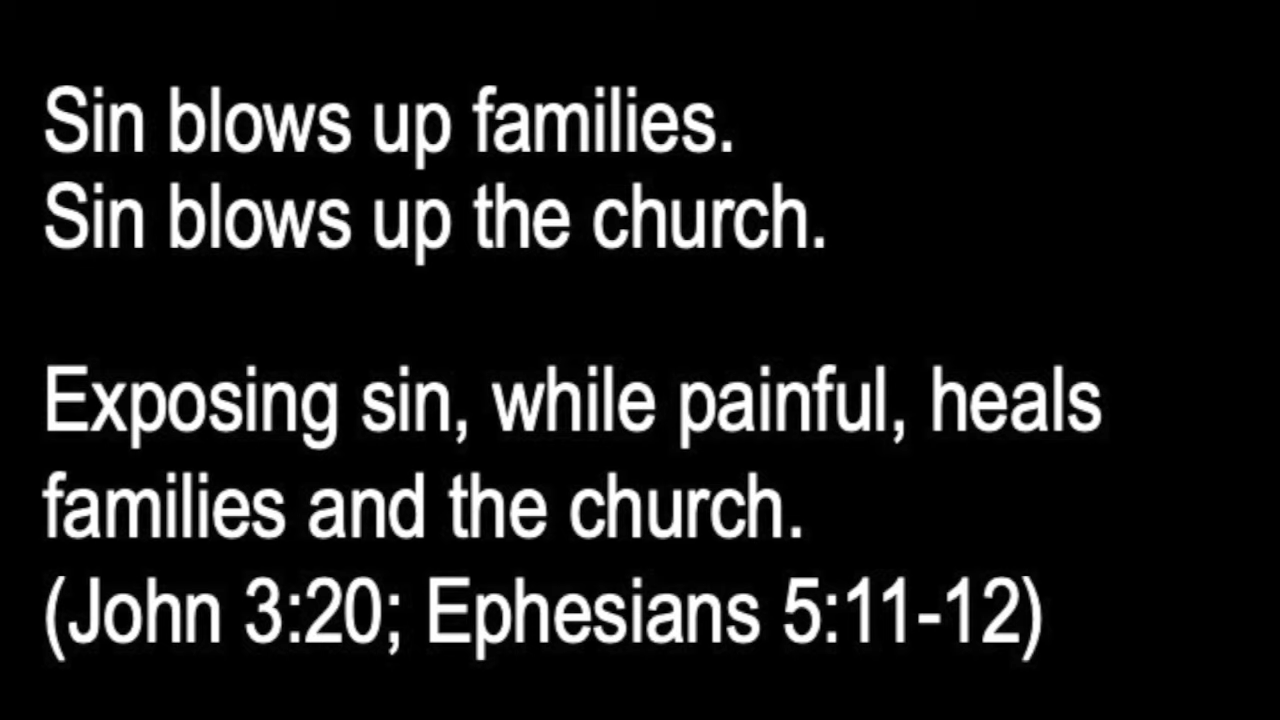 Sin blows up families.
Sin blows up the church.
Exposing sin, while painful, heals
families and the church.
(John 3:20; Ephesians 5:11-12)